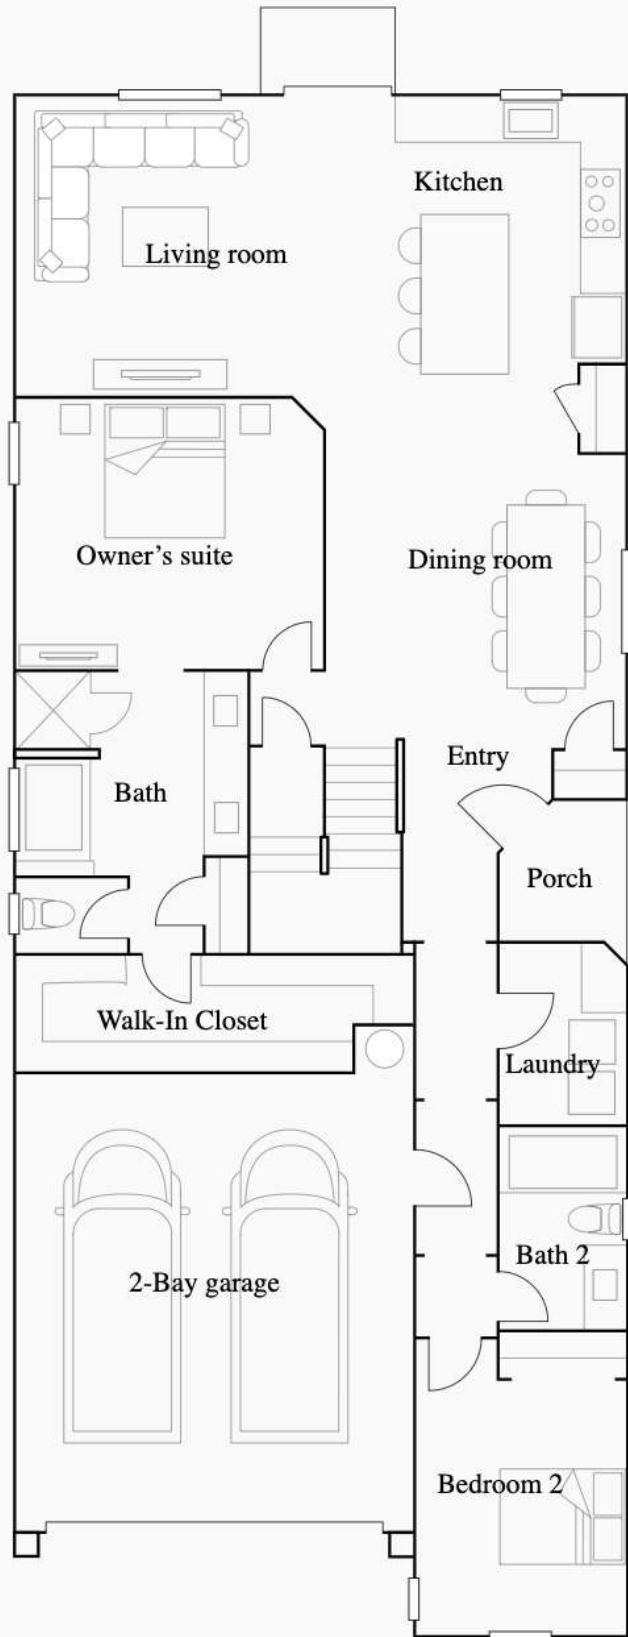 Kitchen
Living room
Owner’s suite
Dining room
Entry
Bath
Porch
Walk-In Closet
Laundry
Bath 2
2-Bay garage
Bedroom 2